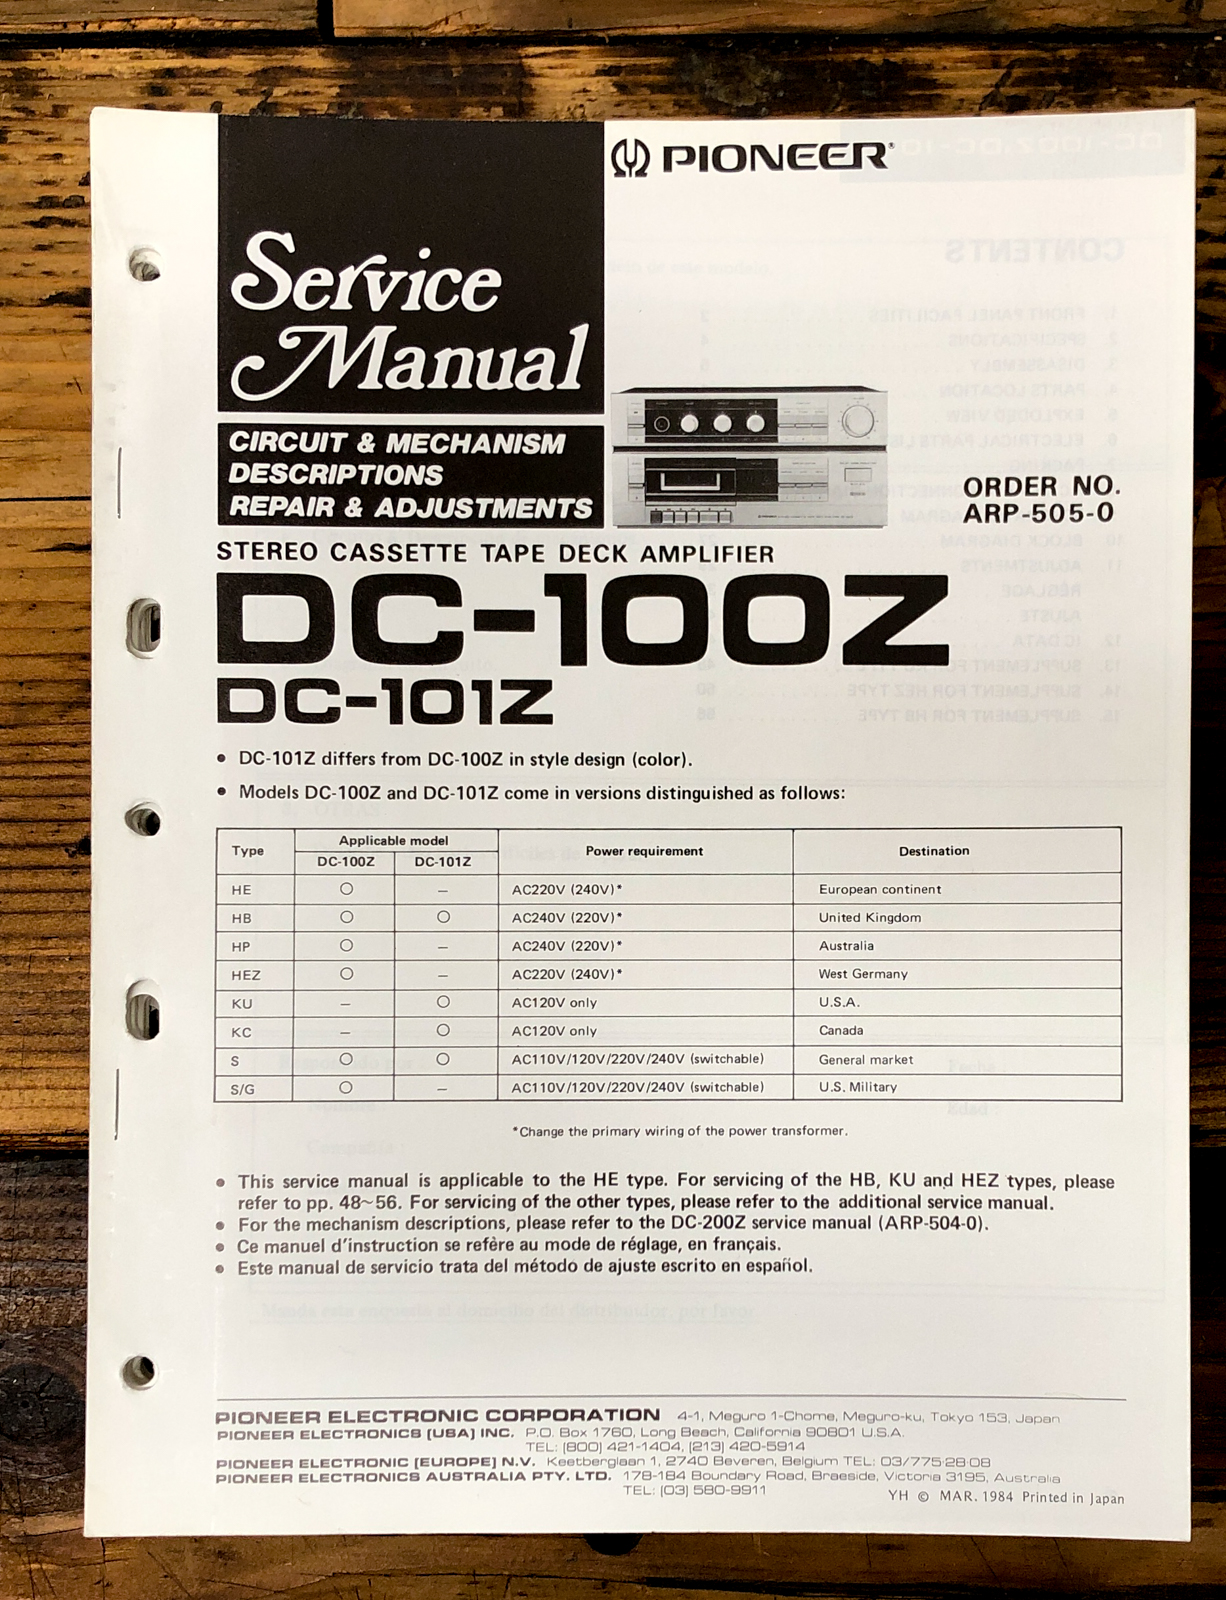 PIONEER®
Service
Manual
CIRCUIT & MECHANISM
DESCRIPTIONS
REPAIR & ADJUSTMENTS
ORDER NO.
ARP-505-0
STEREO CASSETTE TAPE DECK AMPLIFIER
DC-100Z
DC-101Z
● DC-101Z differs from DC-100Z in style design (color).
● Models DC-100Z and DC-101Z come in versions distinguished as follows:
Type Applicable model Power requirement Destination
DC-100Z DC-101Z
HE ○ – AC220V (240V)* European continent
HB ○ ○ AC240V (220V)* United Kingdom
HP ○ – AC240V (220V)* Australia
HEZ ○ – AC220V (240V)* West Germany
KU – ○ AC120V only U.S.A.
KC – ○ AC120V only Canada
S ○ ○ AC110V/120V/220V/240V (switchable) General market
S/G ○ – AC110V/120V/220V/240V (switchable) U.S. Military
*Change the primary wiring of the power transformer.
● This service manual is applicable to the HE type. For servicing of the HB, KU and HEZ types, please
refer to pp. 48~56. For servicing of the other types, please refer to the additional service manual.
● For the mechanism descriptions, please refer to the DC-200Z service manual (ARP-504-0).
● Ce manuel d'instruction se refère au mode de réglage, en français.
● Este manual de servicio trata del método de ajuste escrito en español.
PIONEER ELECTRONIC CORPORATION 4-1, Meguro 1-Chome, Meguro-ku, Tokyo 153, Japan
PIONEER ELECTRONICS (USA) INC. P.O. Box 1760, Long Beach, California 90801 U.S.A.
TEL: (800) 421-1404, (213) 420-5914
PIONEER ELECTRONIC (EUROPE) N.V. Keetberglaan 1, 2740 Beveren, Belgium TEL: 03/775·28·08
PIONEER ELECTRONICS AUSTRALIA PTY. LTD. 178-184 Boundary Road, Braeside, Victoria 3195, Australia
TEL: (03) 580-9911
YH © MAR. 1984 Printed in Japan